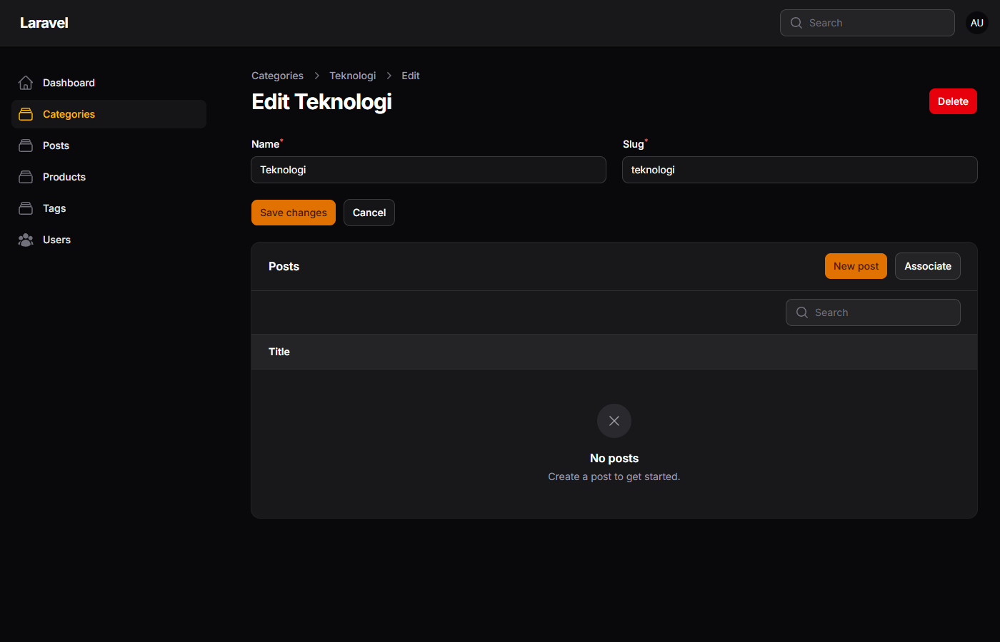 Laravel
Search
AU
Dashboard
Categories
Posts
Products
Tags
Users
Categories > Teknologi > Edit
Edit Teknologi
Delete
Name*
Slug*
Teknologi
teknologi
Save changes
Cancel
Posts
New post
Associate
Search
Title
No posts
Create a post to get started.